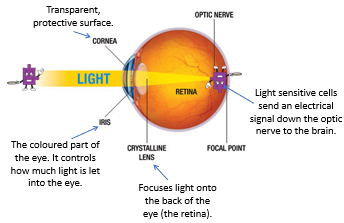 Transparent,
protective surface.
OPTIC NERVE
CORNEA
LIGHT
RETINA
Light sensitive cells
send an electrical
signal down the optic
nerve to the brain.
IRIS
The coloured part of
the eye. It controls
how much light is let
into the eye.
CRYSTALLINE
LENS
FOCAL POINT
Focuses light onto
the back of the
eye (the retina).